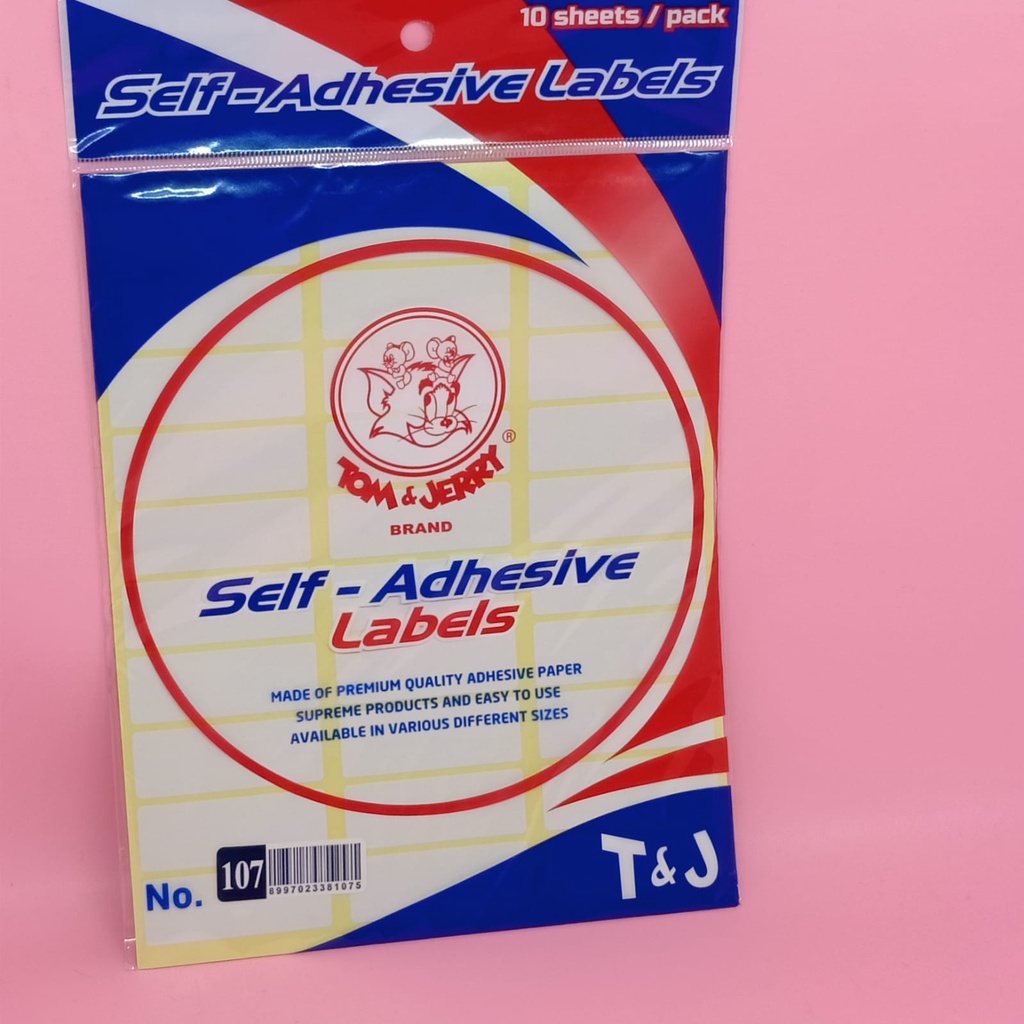 10 sheets / pack
Self-Adhesive Labels
TOM & JERRY ®
BRAND
Self - Adhesive
Labels
MADE OF PREMIUM QUALITY ADHESIVE PAPER
SUPREME PRODUCTS AND EASY TO USE
AVAILABLE IN VARIOUS DIFFERENT SIZES
No. 107
8997023381075
T & J